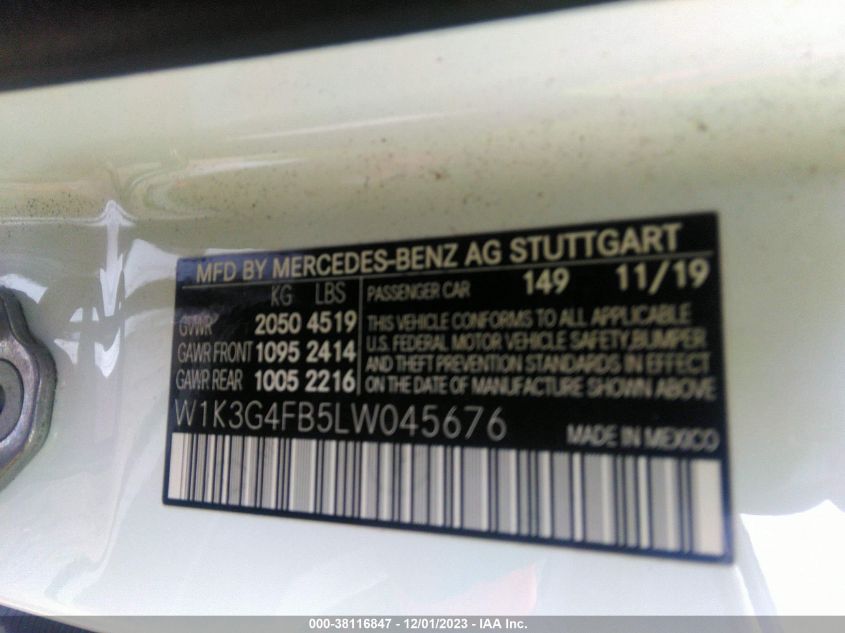 MFD BY MERCEDES-BENZ AG STUTTGART
KG LBS PASSENGER CAR 149 11/19
GVWR 2050 4519 THIS VEHICLE CONFORMS TO ALL APPLICABLE
GAWR FRONT 1095 2414 U.S. FEDERAL MOTOR VEHICLE SAFETY, BUMPER
GAWR REAR 1005 2216 AND THEFT PREVENTION STANDARDS IN EFFECT
ON THE DATE OF MANUFACTURE SHOWN ABOVE
W1K3G4FB5LW045676 MADE IN MEXICO
000-38116847 - 12/01/2023 - IAA Inc.